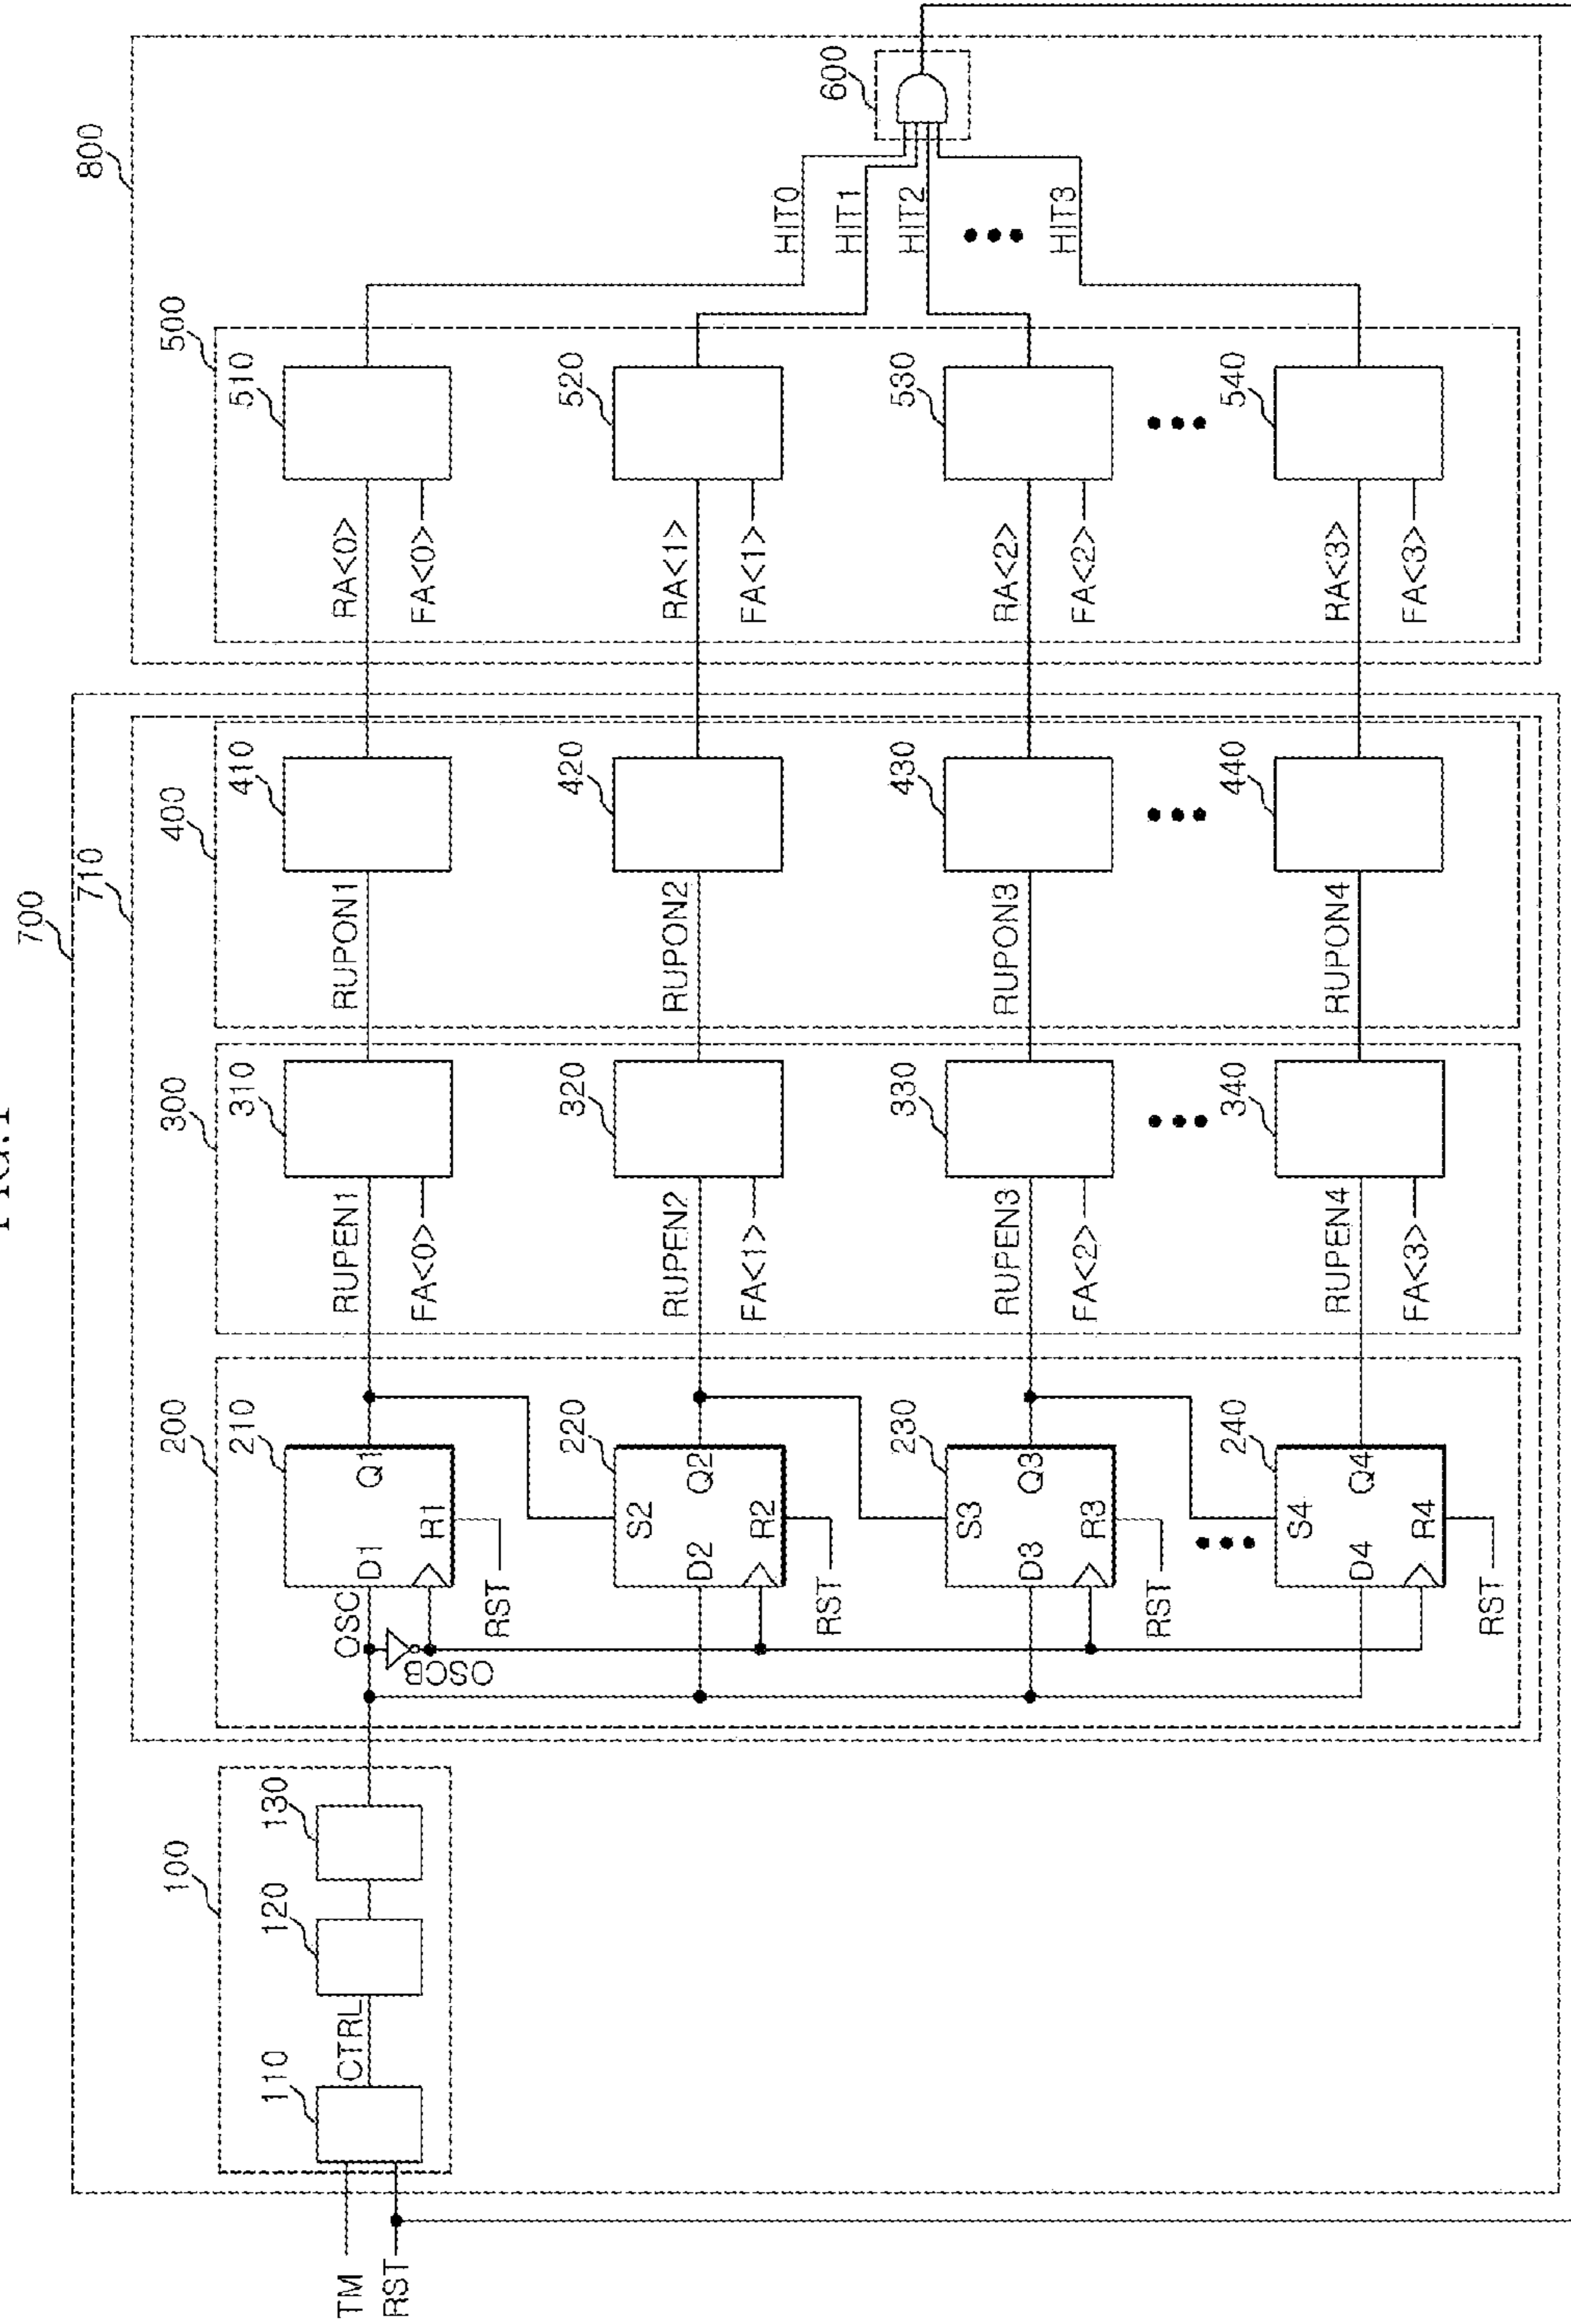 FIG.1
700
710
800
100
110
CTRL
120
130
TM
RST
200
210
OSC
OSCB
D1
Q1
R1
RST
220
S2
D2
Q2
R2
RST
230
S3
D3
Q3
R3
RST
240
S4
D4
Q4
R4
RST
300
RUPEN1
FA<0>
310
RUPEN2
FA<1>
320
RUPEN3
FA<2>
330
RUPEN4
FA<3>
340
400
RUPON1
410
RUPON2
420
RUPON3
430
RUPON4
440
500
RA<0>
FA<0>
510
RA<1>
FA<1>
520
RA<2>
FA<2>
530
RA<3>
FA<3>
540
HIT0
HIT1
HIT2
HIT3
600